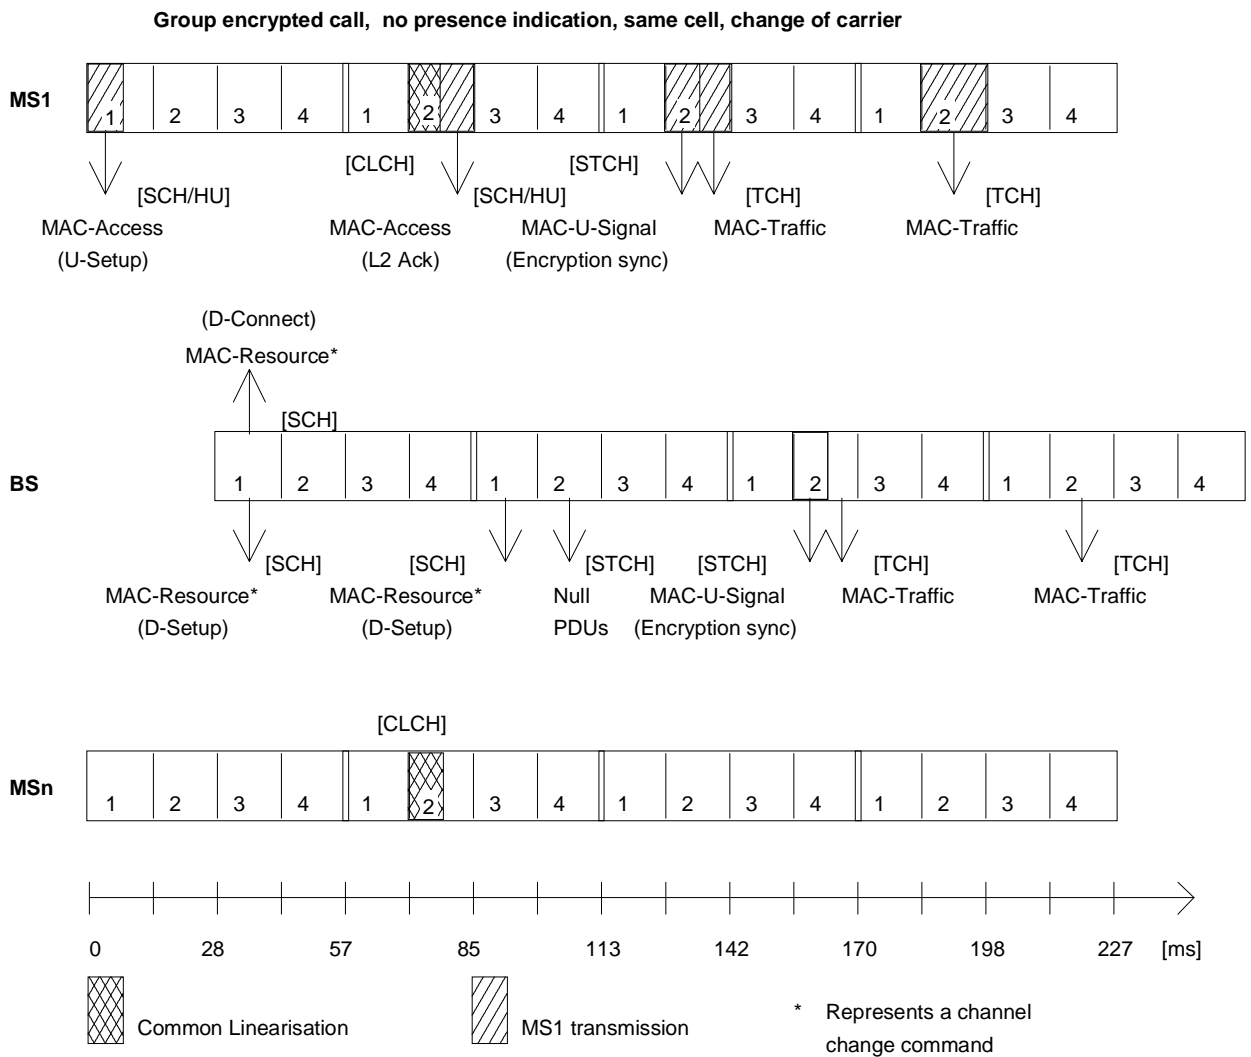 Group encrypted call, no presence indication, same cell, change of carrier
MS1
1 2 3 4 1 2 3 4 1 2 3 4 1 2 3 4
[CLCH] [STCH]
[SCH/HU] [SCH/HU] [TCH] [TCH]
MAC-Access MAC-Access MAC-U-Signal MAC-Traffic MAC-Traffic
(U-Setup) (L2 Ack) (Encryption sync)
(D-Connect)
MAC-Resource*
[SCH]
BS
1 2 3 4 1 2 3 4 1 2 3 4 1 2 3 4
[SCH] [SCH] [STCH] [STCH] [TCH] [TCH]
MAC-Resource* MAC-Resource* Null MAC-U-Signal MAC-Traffic MAC-Traffic
(D-Setup) (D-Setup) PDUs (Encryption sync)
[CLCH]
MSn
1 2 3 4 1 2 3 4 1 2 3 4 1 2 3 4
0 28 57 85 113 142 170 198 227 [ms]
Common Linearisation
MS1 transmission
* Represents a channel
change command